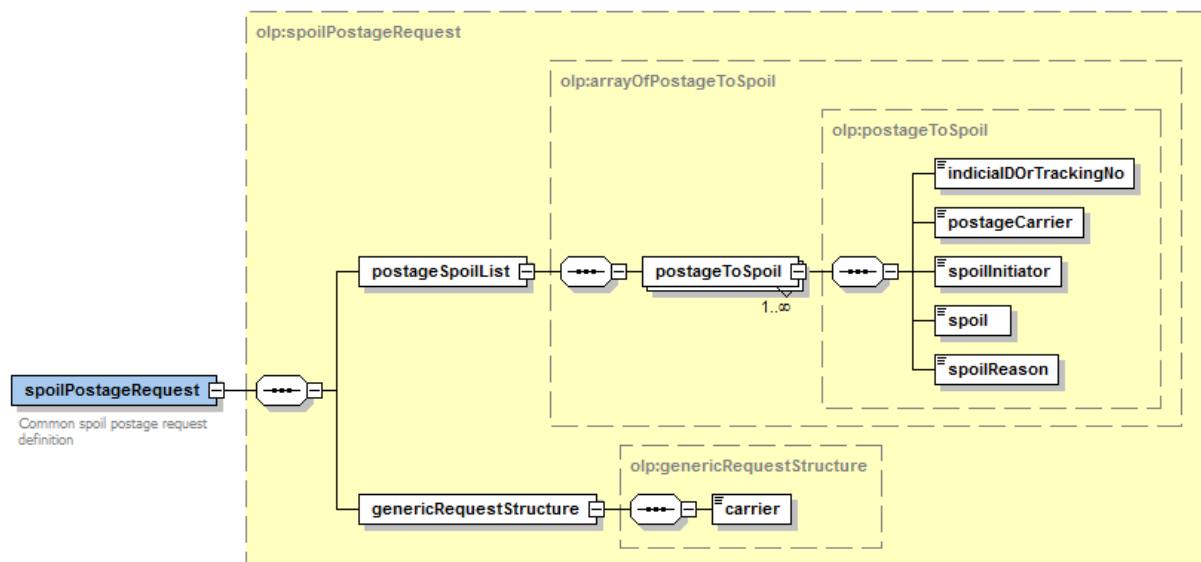 olp:spoilPostageRequest
olp:arrayOfPostageToSpoil
olp:postageToSpoil
indiciaIDOrTrackingNo
postageCarrier
postageSpoilList
postageToSpoil
spoilInitiator
1..∞
spoil
spoilReason
spoilPostageRequest
Common spoil postage request
definition
olp:genericRequestStructure
genericRequestStructure
carrier